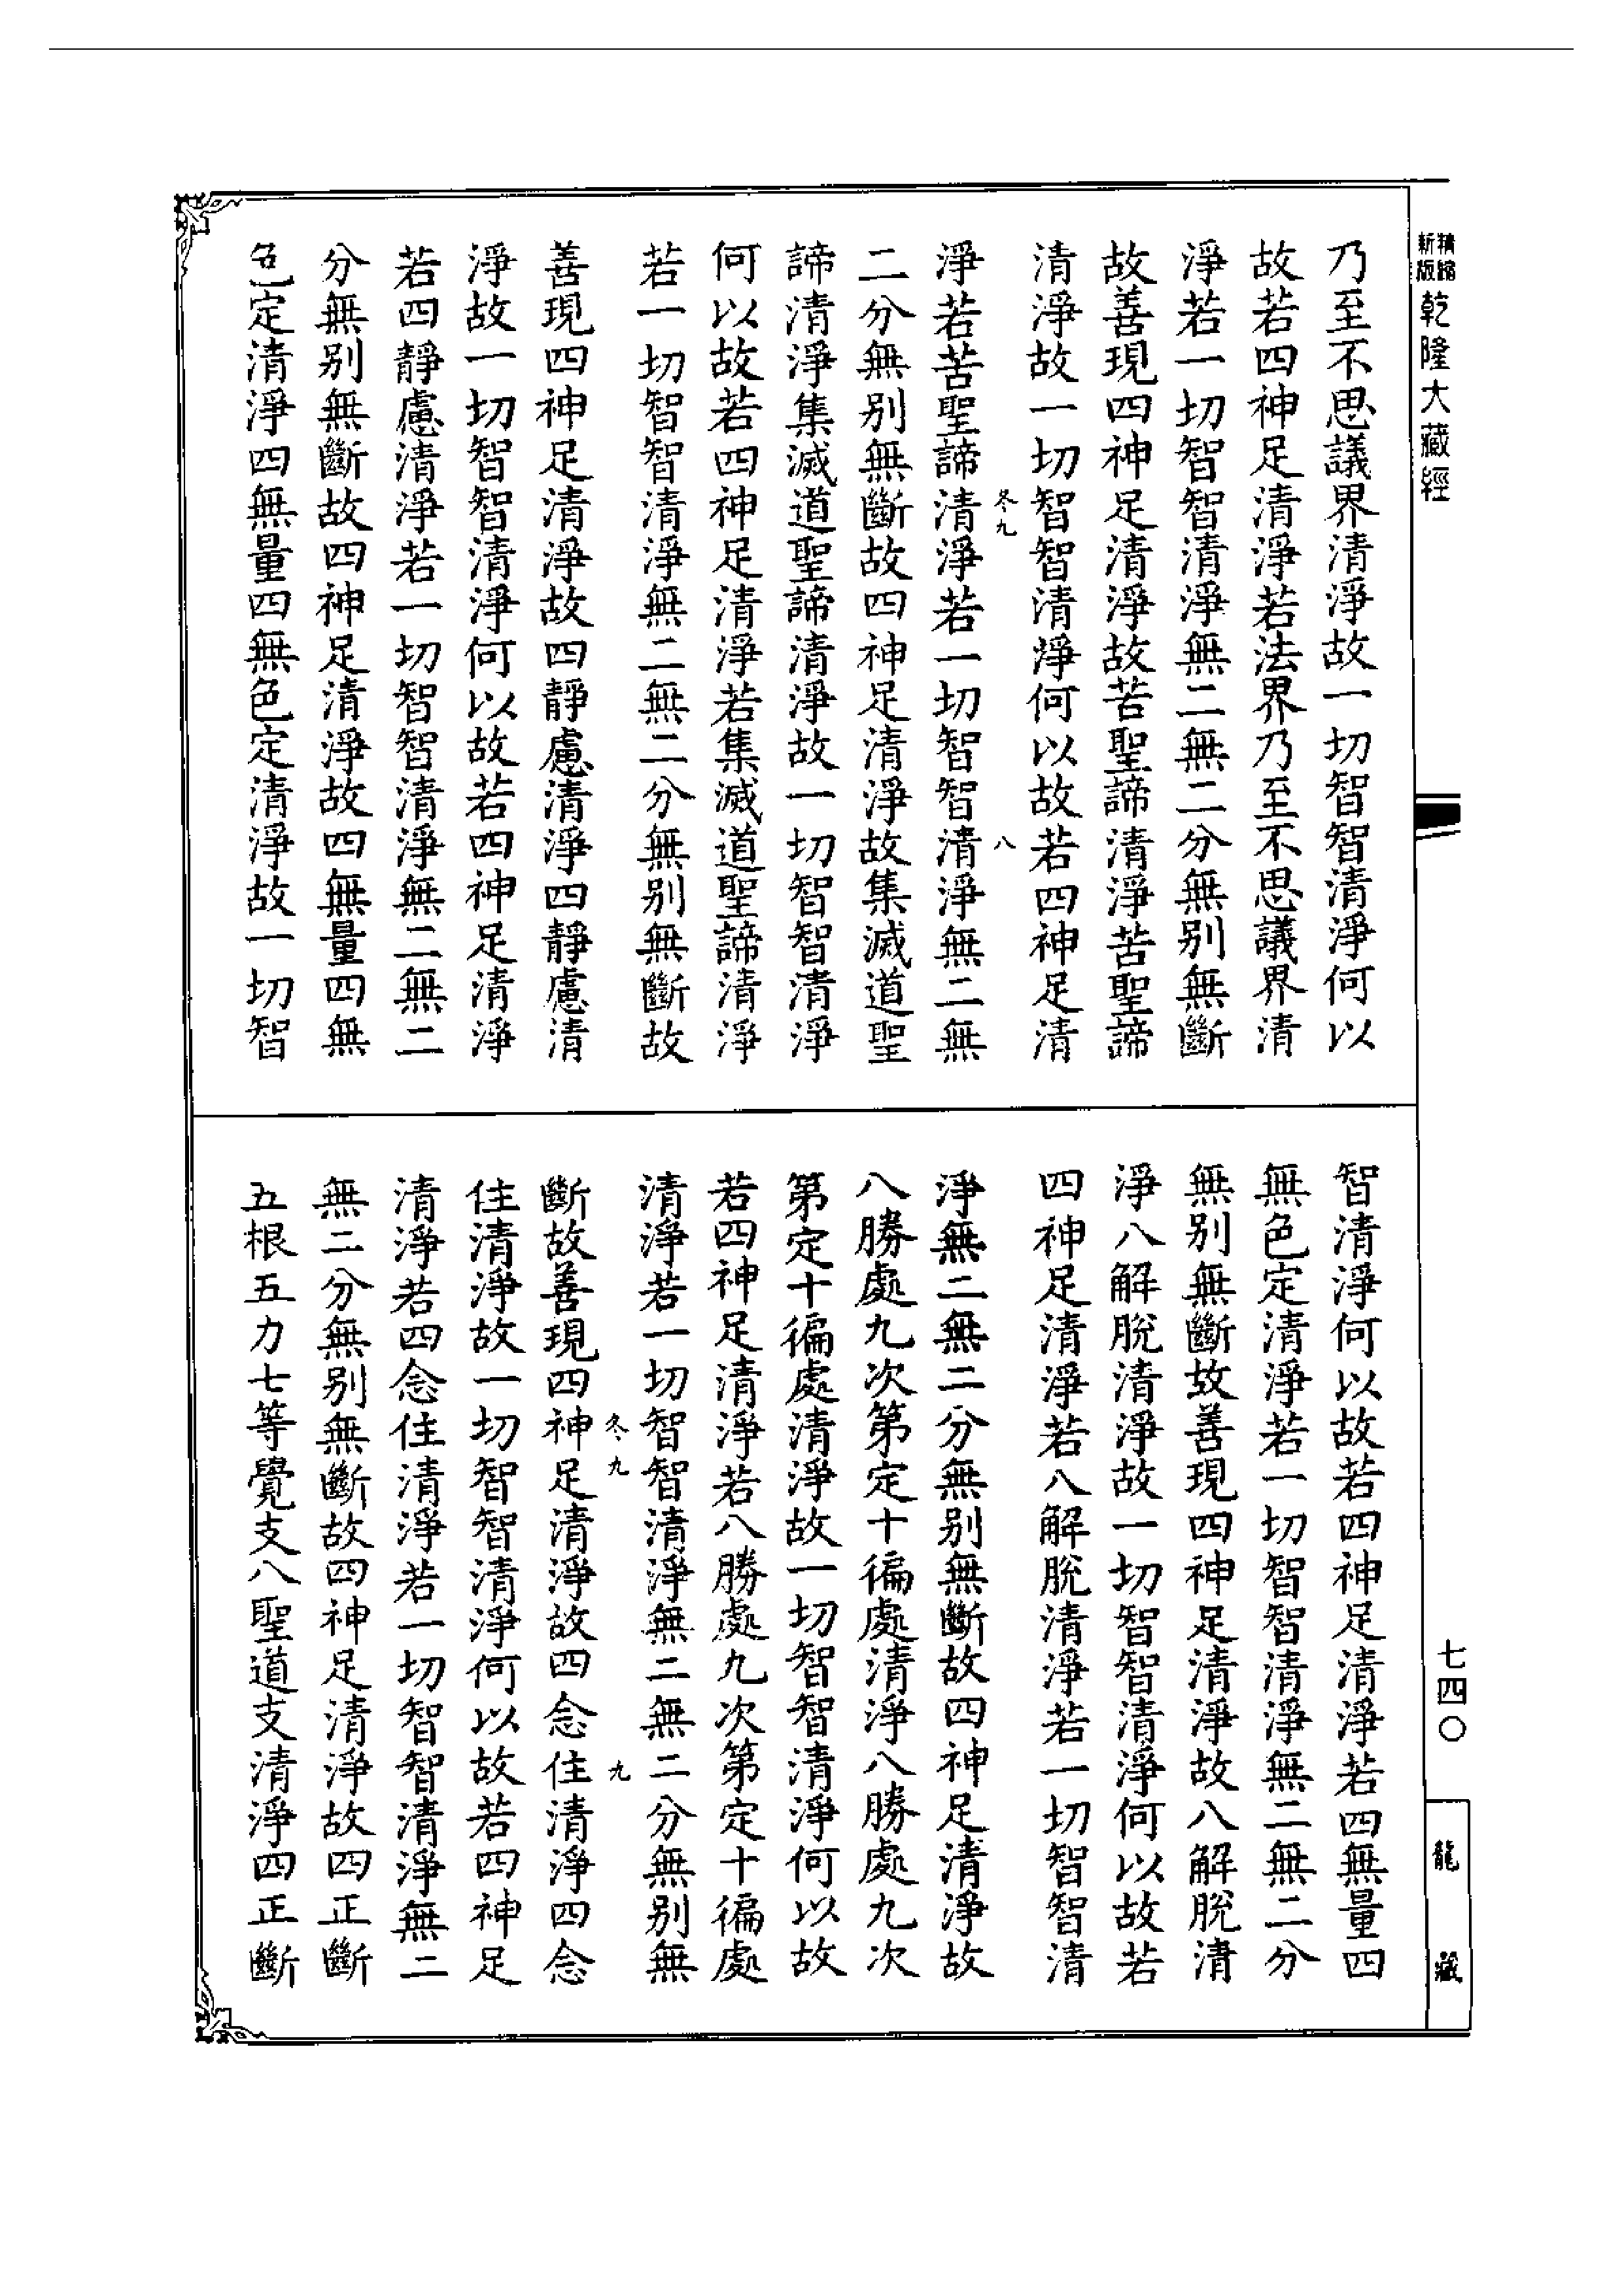 精縮新版乾隆大藏經
乃至不思議界清淨故一切智智清淨何以
故若四神足清淨若法界乃至不思議界清
淨若一切智智清淨無二無二分無別無斷
故善現四神足清淨故苦聖諦清淨苦聖諦
清淨故一切智智清淨何以故若四神足清
冬九 八
淨若苦聖諦清淨若一切智智清淨無二無
二分無別無斷故四神足清淨故集滅道聖
諦清淨集滅道聖諦清淨故一切智智清淨
何以故若四神足清淨若集滅道聖諦清淨
若一切智智清淨無二無二分無別無斷故
善現四神足清淨故四靜慮清淨四靜慮清
淨故一切智智清淨何以故若四神足清淨
若四靜慮清淨若一切智智清淨無二無二
分無別無斷故四神足清淨故四無量四無
色定清淨四無量四無色定清淨故一切智
智清淨何以故若四神足清淨若四無量四
無色定清淨若一切智智清淨無二無二分
無別無斷故善現四神足清淨故八解脫清
淨八解脫清淨故一切智智清淨何以故若
四神足清淨若八解脫清淨若一切智智清
淨無二無二分無別無斷故四神足清淨故
八勝處九次第定十徧處清淨八勝處九次
第定十徧處清淨故一切智智清淨何以故
若四神足清淨若八勝處九次第定十徧處
清淨若一切智智清淨無二無二分無別無
冬九 九
斷故善現四神足清淨故四念住清淨四念
住清淨故一切智智清淨何以故若四神足
清淨若四念住清淨若一切智智清淨無二
無二分無別無斷故四神足清淨故四正斷
五根五力七等覺支八聖道支清淨四正斷
七四〇
龍藏